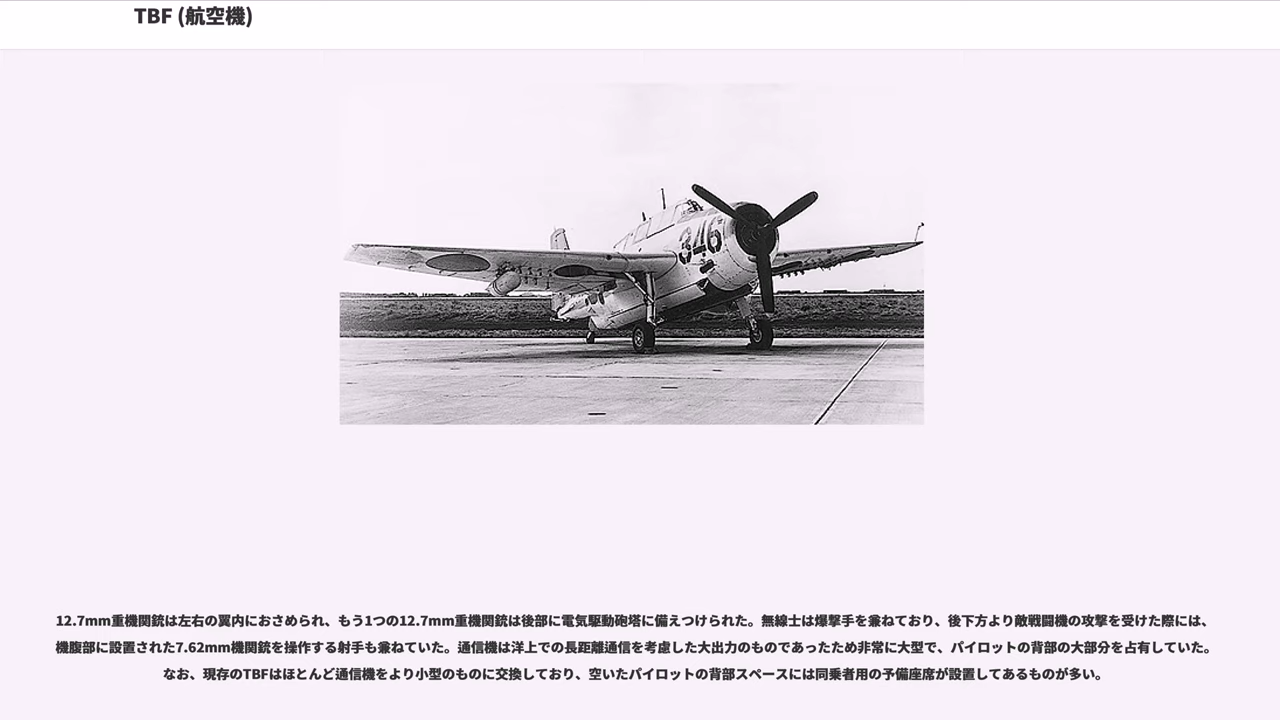 TBF (航空機)
346
12.7mm重機関銃は左右の翼内におさめられ、もう1つの12.7mm重機関銃は後部に電気駆動砲塔に備えつけられた。無線士は爆撃手を兼ねており、後下方より敵戦闘機の攻撃を受けた際には、
機腹部に設置された7.62mm機関銃を操作する射手も兼ねていた。通信機は洋上での長距離通信を考慮した大出力のものであったため非常に大型で、パイロットの背部の大部分を占有していた。
なお、現存のTBFはほとんど通信機をより小型のものに交換しており、空いたパイロットの背部スペースには同乗者用の予備座席が設置してあるものが多い。